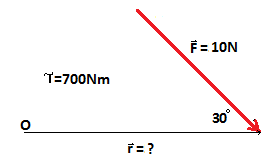 F⃗ = 10N
T⃗=700Nm
30°
O
r⃗ = ?